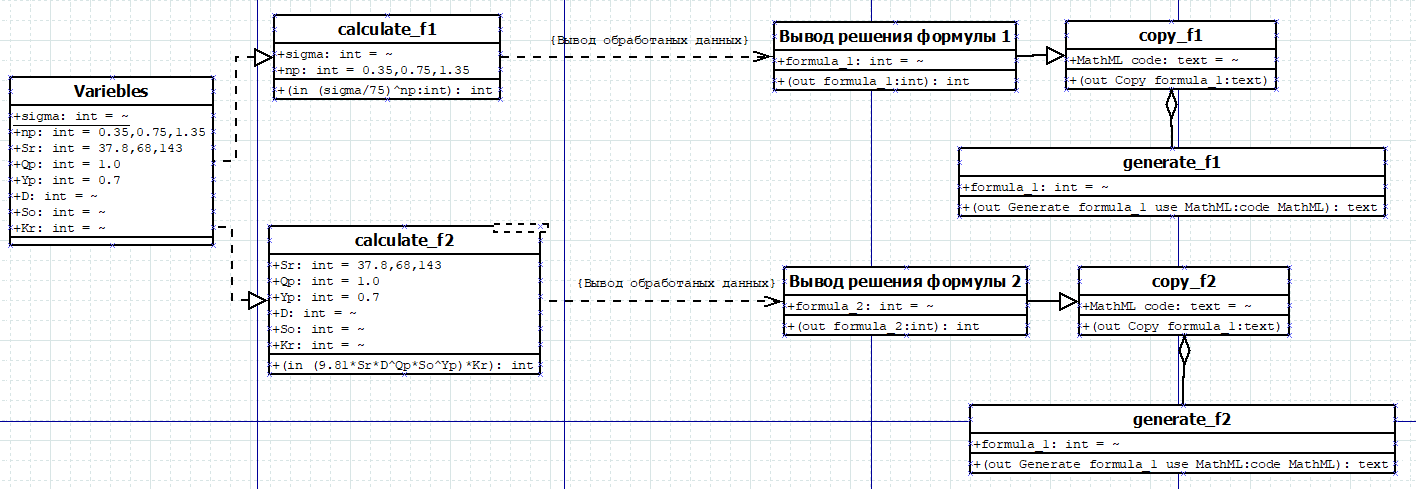 Variebles
+sigma: int = ~
+np: int = 0.35,0.75,1.35
+Sr: int = 37.8,68,143
+Qp: int = 1.0
+Yp: int = 0.7
+D: int = ~
+So: int = ~
+Kr: int = ~
calculate_f1
+sigma: int = ~
+np: int = 0.35,0.75,1.35
+(in (sigma/75)^np:int): int
{Вывод обработаных данных}
Вывод решения формулы 1
+formula_1: int = ~
+(out formula_1:int): int
copy_f1
+MathML code: text = ~
+(out Copy formula_1:text)
generate_f1
+formula_1: int = ~
+(out Generate formula_1 use MathML:code MathML): text
calculate_f2
+Sr: int = 37.8,68,143
+Qp: int = 1.0
+Yp: int = 0.7
+D: int = ~
+So: int = ~
+Kr: int = ~
+(in (9.81*Sr*D^Qp*So^Yp)*Kr): int
{Вывод обработаных данных}
Вывод решения формулы 2
+formula_2: int = ~
+(out formula_2:int): int
copy_f2
+MathML code: text = ~
+(out Copy formula_1:text)
generate_f2
+formula_1: int = ~
+(out Generate formula_1 use MathML:code MathML): text